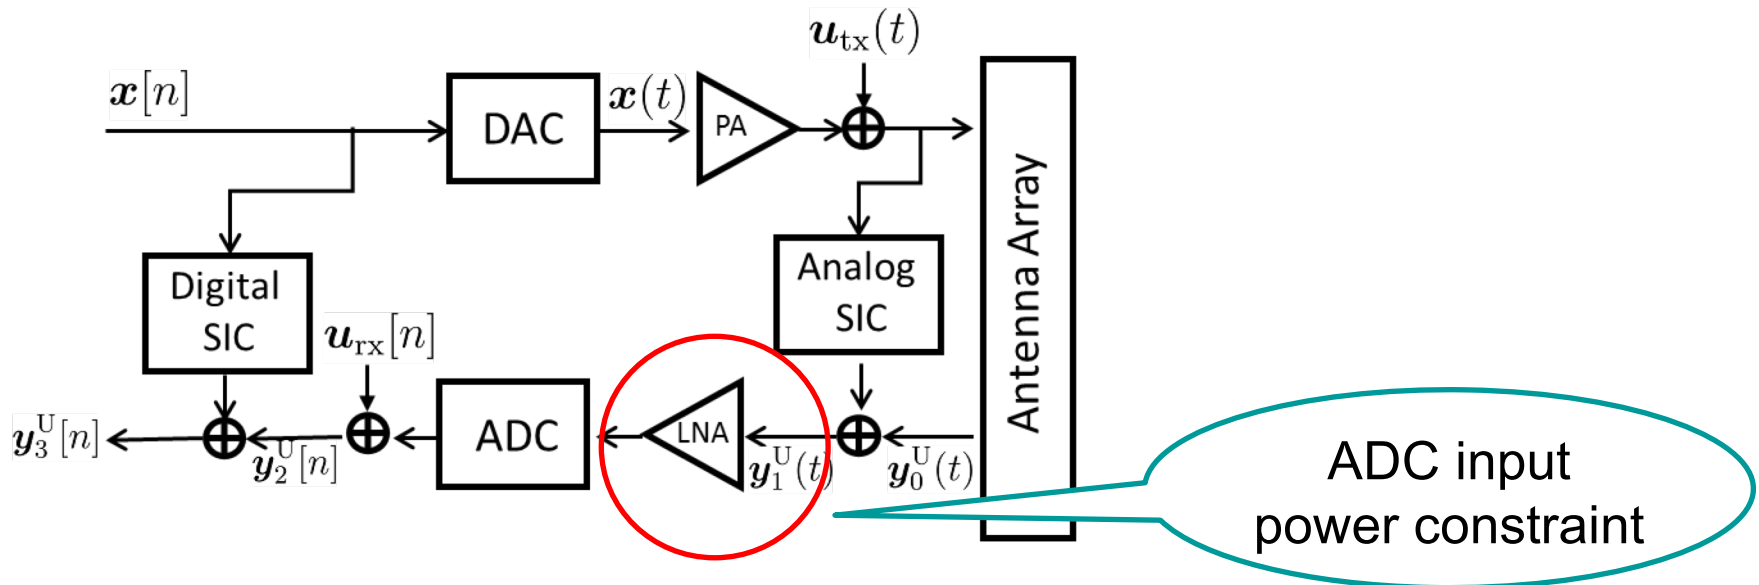 𝒖_tx(t)
𝒙[n]
𝒙(t)
DAC
PA
Antenna Array
Digital
SIC
Analog
SIC
𝒖_rx[n]
ADC
LNA
𝒚_3^U[n]
𝒚_2^U[n]
𝒚_1^U(t)
𝒚_0^U(t)
ADC input
power constraint